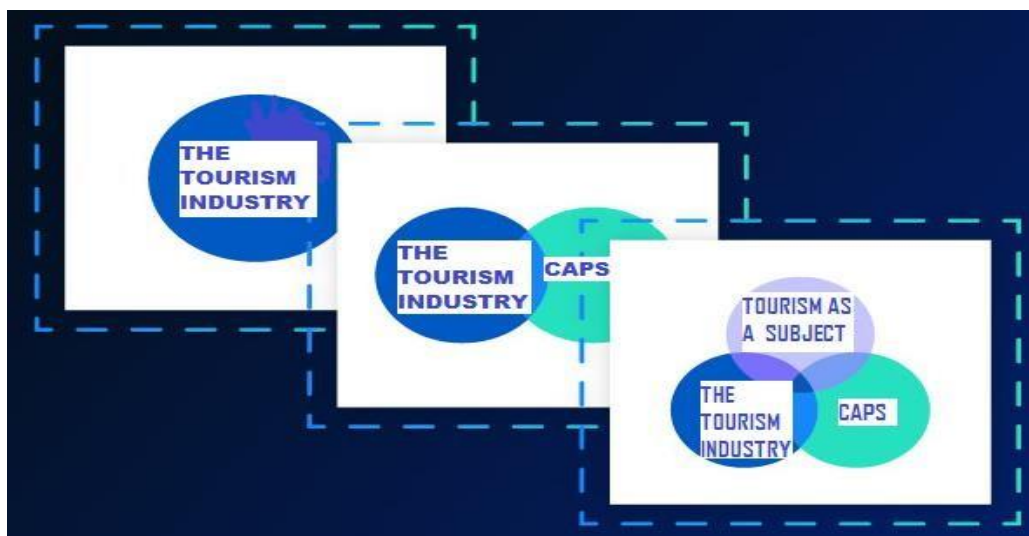 THE
TOURISM
INDUSTRY
THE
TOURISM
INDUSTRY
CAPS
TOURISM AS
A SUBJECT
THE
TOURISM
INDUSTRY
CAPS